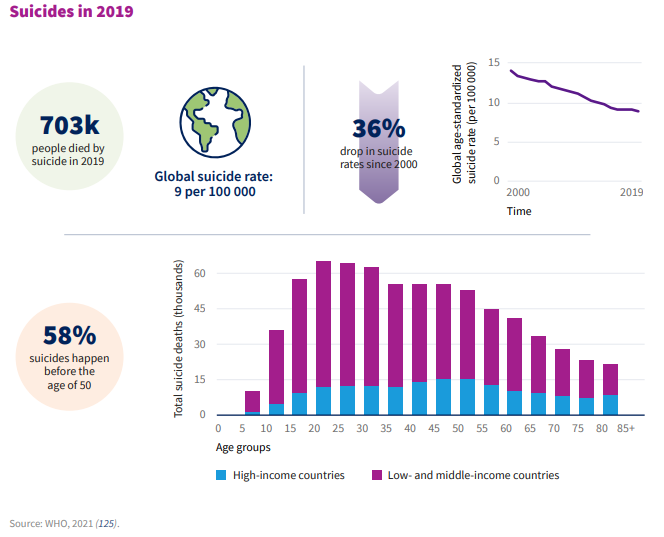 Suicides in 2019
703k
people died by
suicide in 2019
Global suicide rate:
9 per 100 000
36%
drop in suicide
rates since 2000
Global age-standardized
suicide rate (per 100 000)
15
10
5
0
2000
2019
Time
58%
suicides happen
before the
age of 50
Total suicide deaths (thousands)
60
45
30
15
0
0 5 10 15 20 25 30 35 40 45 50 55 60 65 70 75 80 85+
Age groups
High-income countries
Low- and middle-income countries
Source: WHO, 2021 (125).